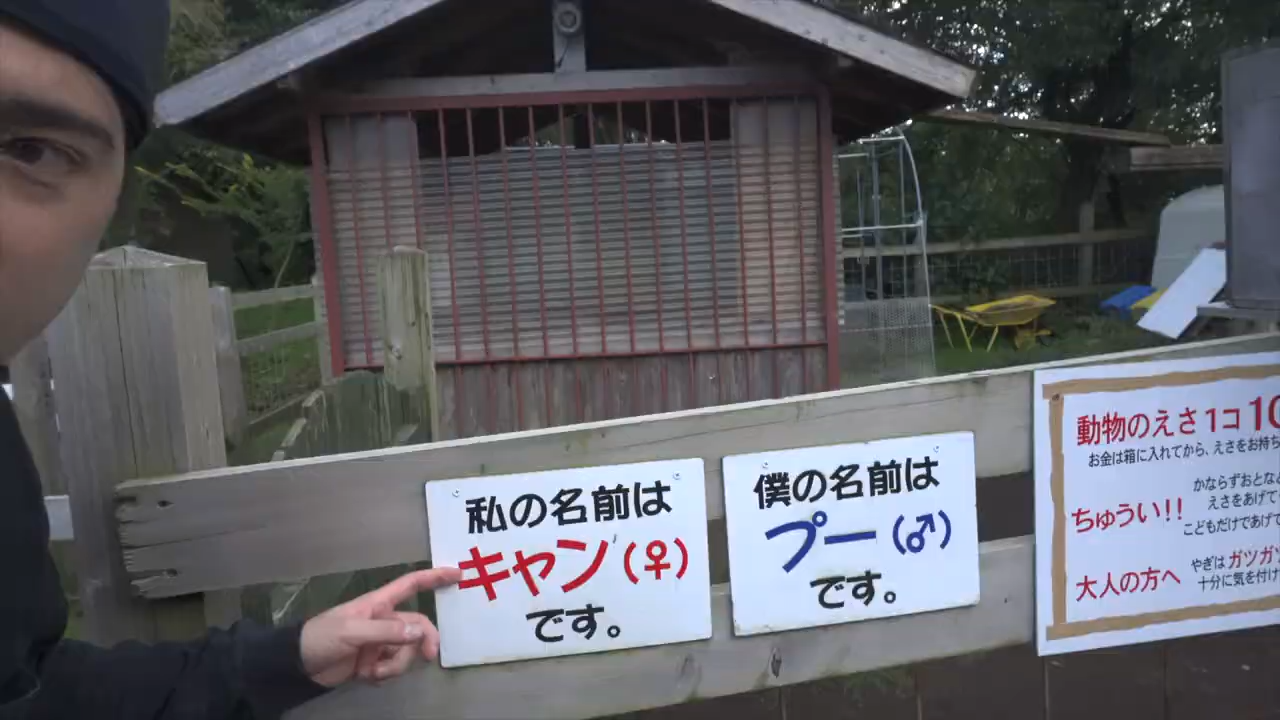 私の名前は
キャン(♀)
です。
僕の名前は
プー(♂)
です。
動物のえさ1コ10
お金は箱に入れてから、えさをお持ち
ちゅうい!!
かならずおとな
えさをあげて
こどもだけであげ
大人の方へ
やぎはガツガツ
十分に気を付け